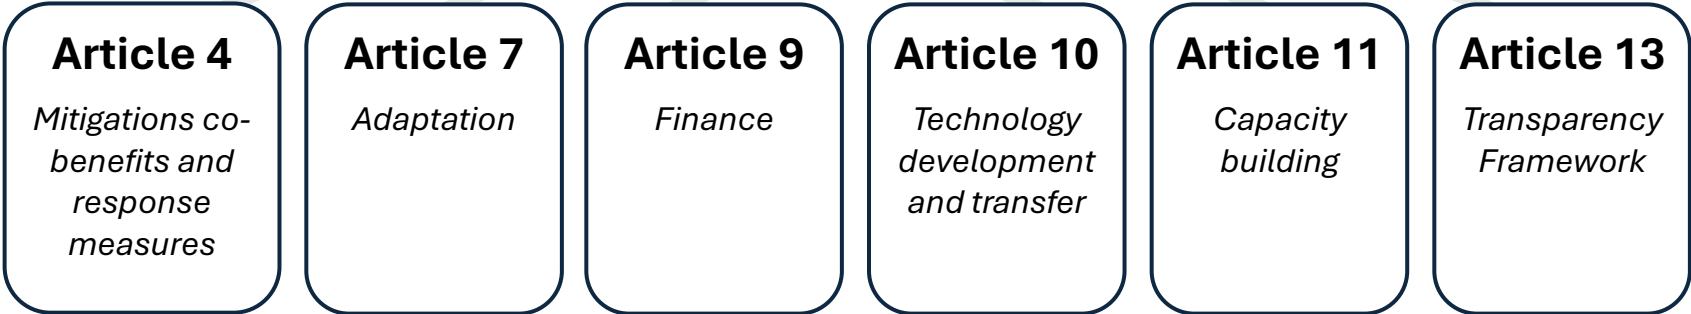 Article 4
Mitigations co-
benefits and
response
measures
Article 7
Adaptation
Article 9
Finance
Article 10
Technology
development
and transfer
Article 11
Capacity
building
Article 13
Transparency
Framework